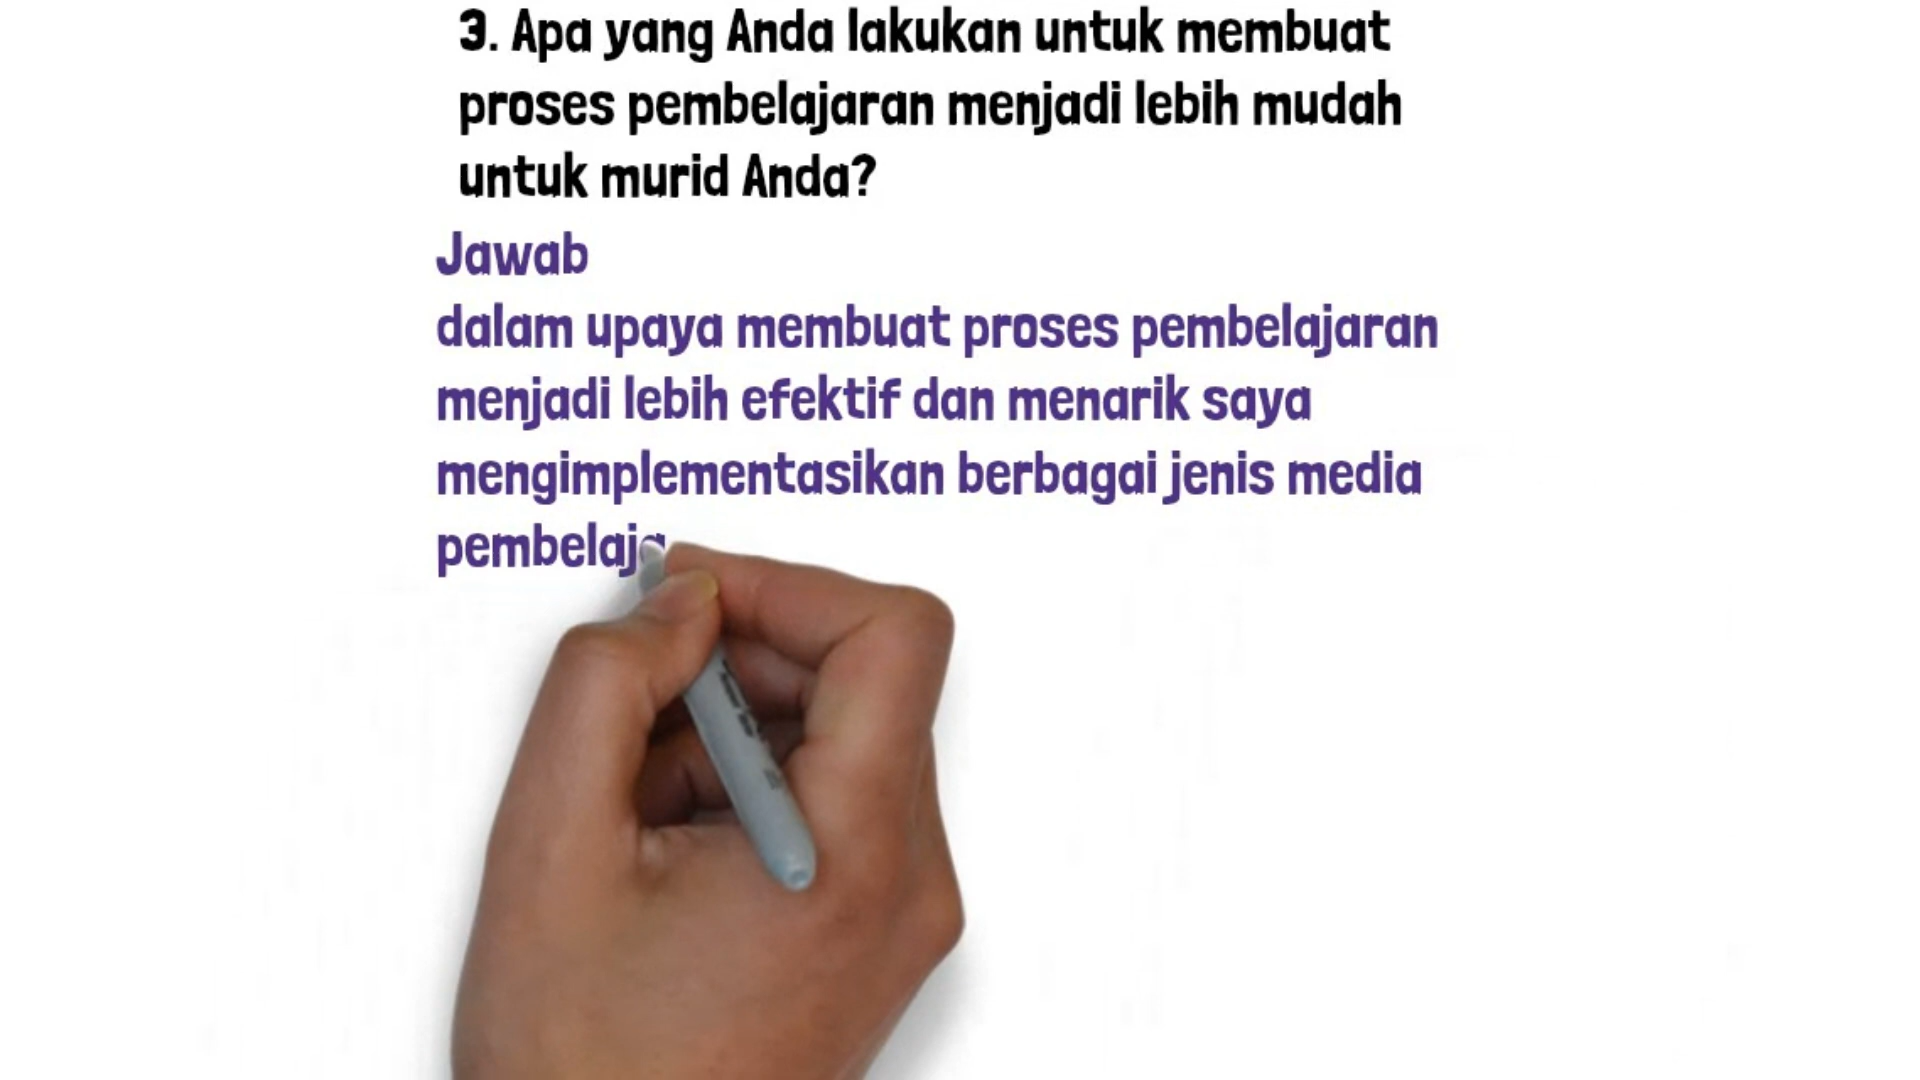 3. Apa yang Anda lakukan untuk membuat
proses pembelajaran menjadi lebih mudah
untuk murid Anda?
Jawab
dalam upaya membuat proses pembelajaran
menjadi lebih efektif dan menarik saya
mengimplementasikan berbagai jenis media
pembelaja